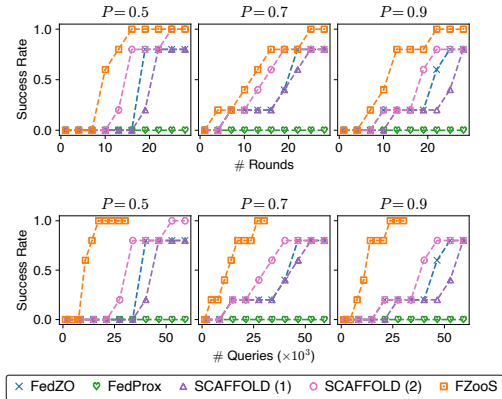 P = 0.5 P = 0.7 P = 0.9
Success Rate
1.0
0.5
0.0
0 10 20 0 10 20 0 10 20
# Rounds
P = 0.5 P = 0.7 P = 0.9
Success Rate
1.0
0.5
0.0
0 25 50 0 25 50 0 25 50
# Queries (×10³)
FedZO FedProx SCAFFOLD (1) SCAFFOLD (2) FZooS